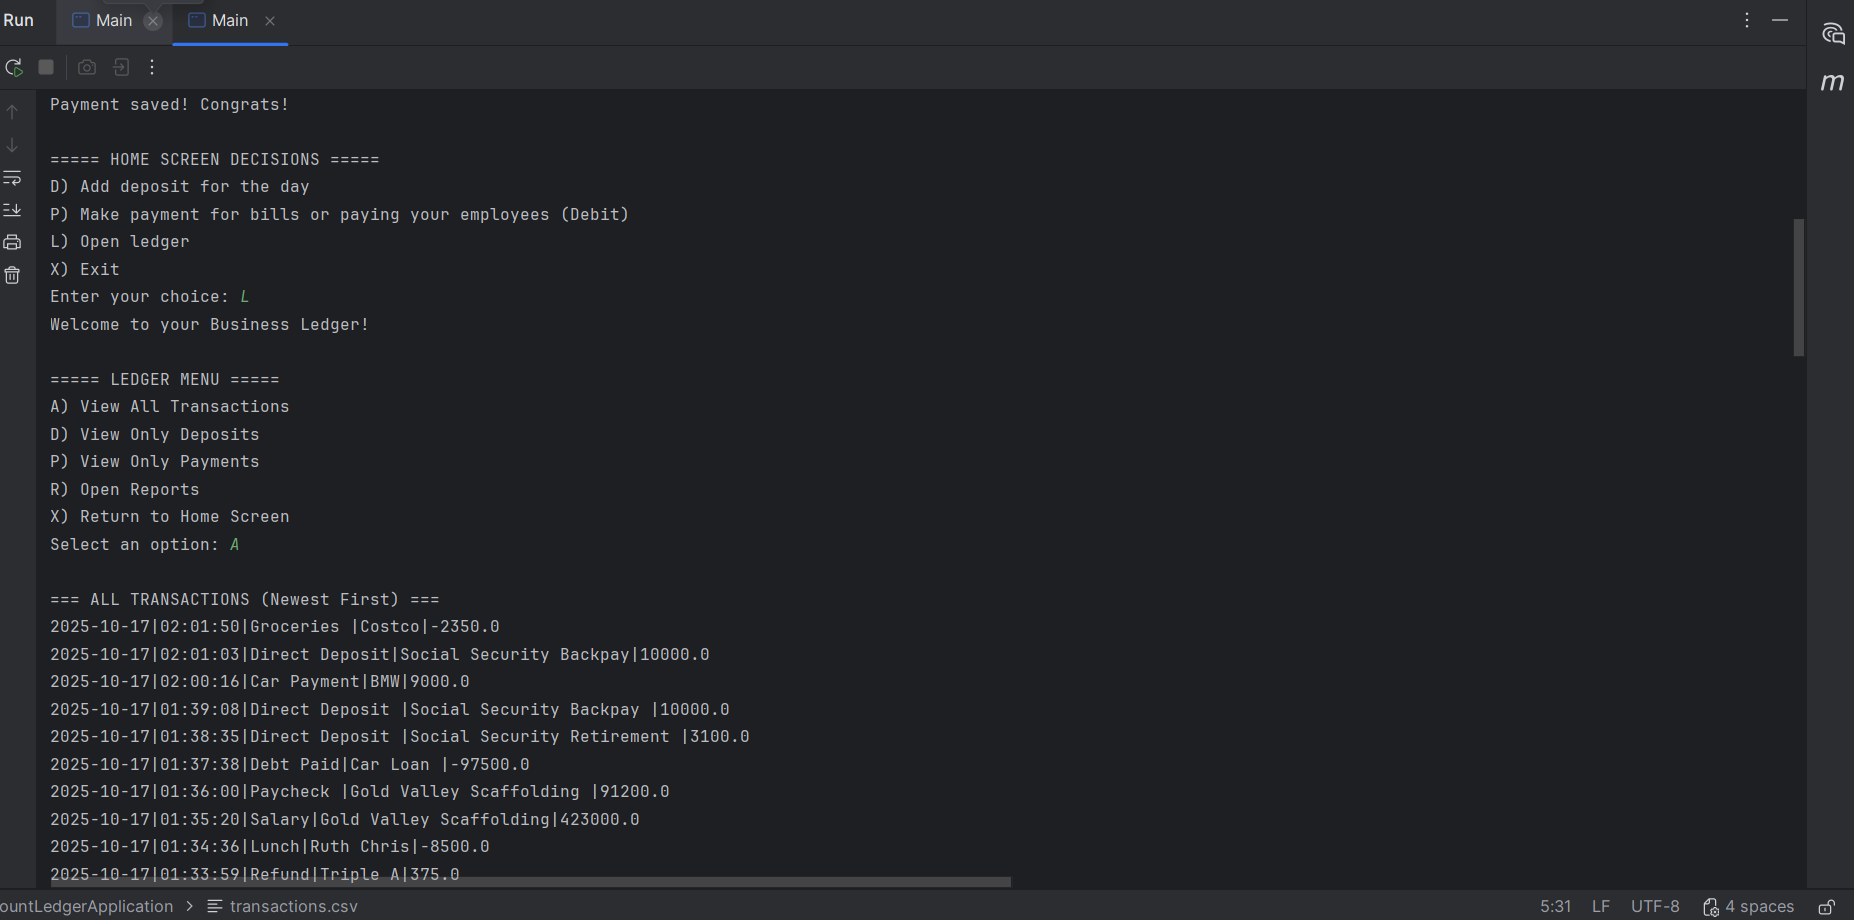 Run Main Main
Payment saved! Congrats!
===== HOME SCREEN DECISIONS =====
D) Add deposit for the day
P) Make payment for bills or paying your employees (Debit)
L) Open ledger
X) Exit
Enter your choice: L
Welcome to your Business Ledger!
===== LEDGER MENU =====
A) View All Transactions
D) View Only Deposits
P) View Only Payments
R) Open Reports
X) Return to Home Screen
Select an option: A
=== ALL TRANSACTIONS (Newest First) ===
2025-10-17|02:01:50|Groceries |Costco|-2350.0
2025-10-17|02:01:03|Direct Deposit|Social Security Backpay|10000.0
2025-10-17|02:00:16|Car Payment|BMW|9000.0
2025-10-17|01:39:08|Direct Deposit |Social Security Backpay |10000.0
2025-10-17|01:38:35|Direct Deposit |Social Security Retirement |3100.0
2025-10-17|01:37:38|Debt Paid|Car Loan |-97500.0
2025-10-17|01:36:00|Paycheck |Gold Valley Scaffolding |91200.0
2025-10-17|01:35:20|Salary|Gold Valley Scaffolding|423000.0
2025-10-17|01:34:36|Lunch|Ruth Chris|-8500.0
2025-10-17|01:33:59|Refund|Triple A|375.0
ountLedgerApplication > transactions.csv 5:31 LF UTF-8 4 spaces
m